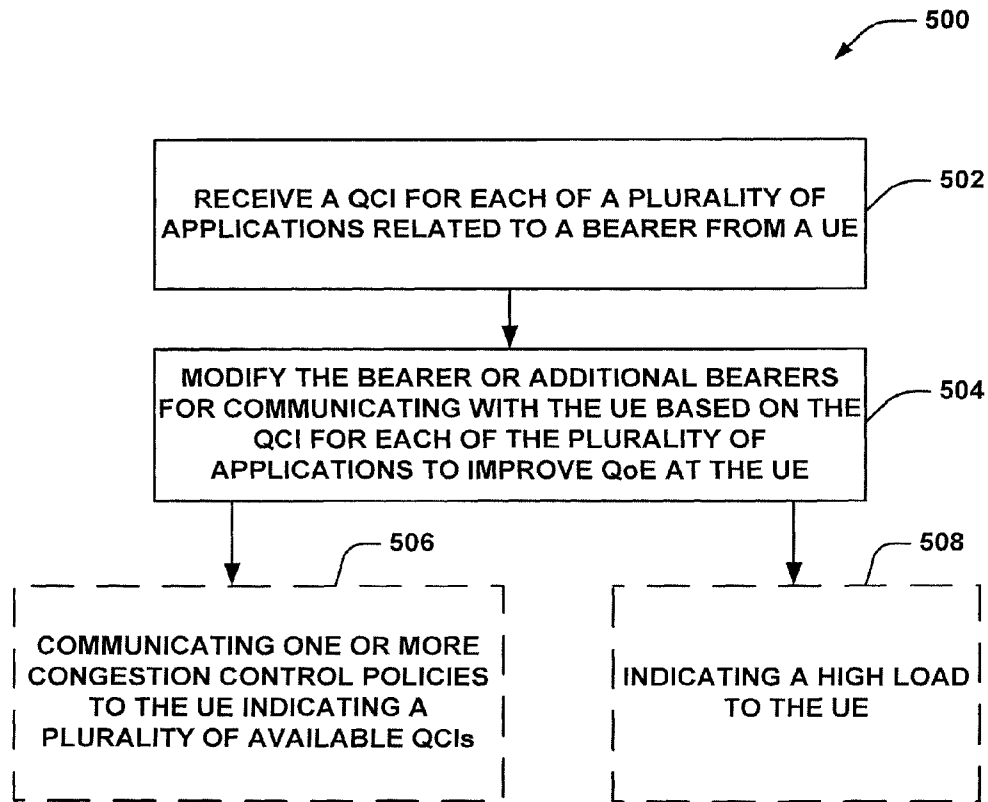 500
RECEIVE A QCI FOR EACH OF A PLURALITY OF
APPLICATIONS RELATED TO A BEARER FROM A UE
502
MODIFY THE BEARER OR ADDITIONAL BEARERS
FOR COMMUNICATING WITH THE UE BASED ON THE
QCI FOR EACH OF THE PLURALITY OF
APPLICATIONS TO IMPROVE QoE AT THE UE
504
506
COMMUNICATING ONE OR MORE
CONGESTION CONTROL POLICIES
TO THE UE INDICATING A
PLURALITY OF AVAILABLE QCIs
508
INDICATING A HIGH LOAD
TO THE UE